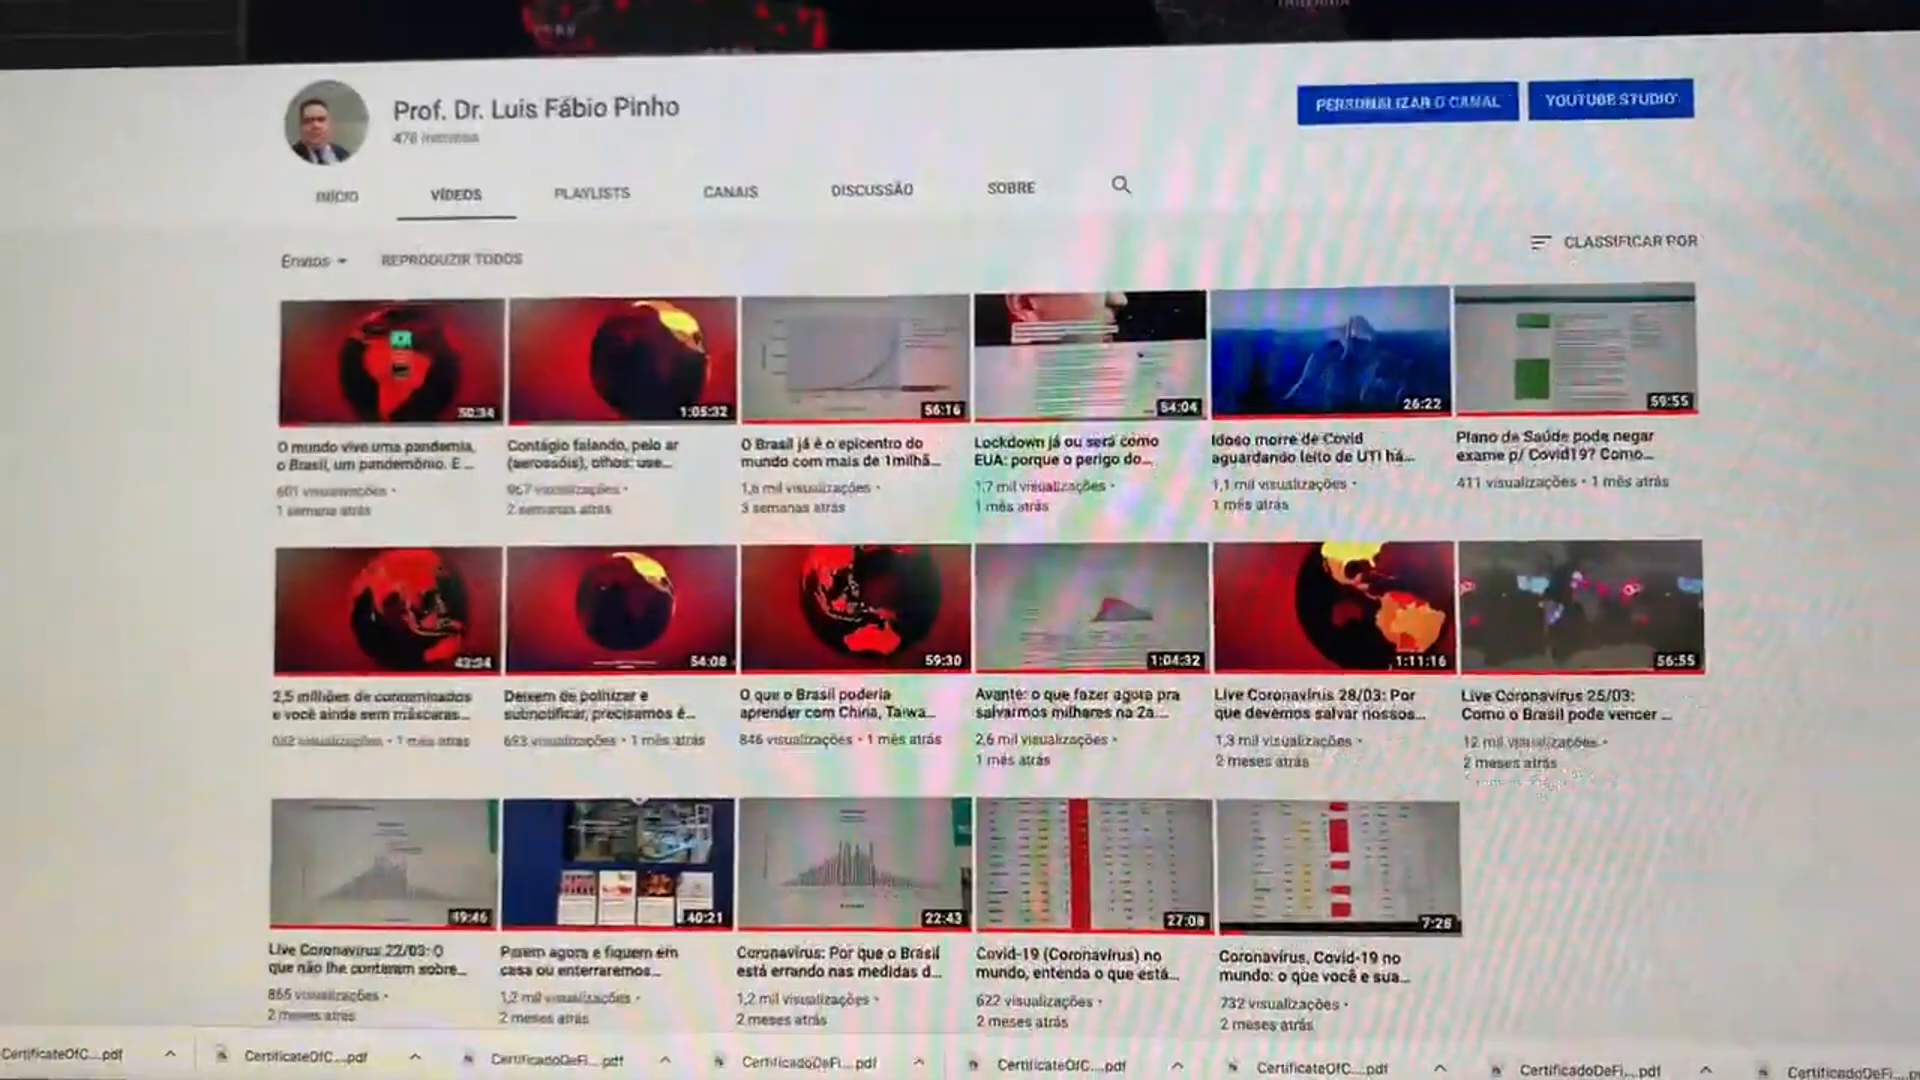 Prof. Dr. Luis Fábio Pinho
PERSONALIZAR O CANAL
YOUTUBE STUDIO
INÍCIO
VÍDEOS
PLAYLISTS
CANAIS
DISCUSSÃO
SOBRE
Envios
REPRODUZIR TODOS
CLASSIFICAR POR
50:34
1:05:32
56:16
54:04
26:22
59:55
O mundo vive uma pandemia,
o Brasil, um pandemônio. E ...
601 visualizações •
1 semana atrás
Contágio falando, pelo ar
(aerossóis), olhos: use...
967 visualizações •
2 semanas atrás
O Brasil já é o epicentro do
mundo com mais de 1milhã...
1,6 mil visualizações •
3 semanas atrás
Lockdown já ou será como
EUA: porque o perigo do...
1,7 mil visualizações •
1 mês atrás
Idoso morre de Covid
aguardando leito de UTI há...
1,1 mil visualizações •
1 mês atrás
Plano de Saúde pode negar
exame p/ Covid19? Como...
411 visualizações • 1 mês atrás
43:34
54:08
59:30
1:04:32
1:11:16
56:55
2,5 milhões de contaminados
e você ainda sem máscaras...
visualizações • 1 mês atrás
Deixem de politizar e
subnotificar, precisamos é...
693 visualizações • 1 mês atrás
O que o Brasil poderia
aprender com China, Taiwa...
846 visualizações • 1 mês atrás
Avante: o que fazer agora pra
salvarmos milhares na 2a...
2,6 mil visualizações •
1 mês atrás
Live Coronavírus 28/03: Por
que devemos salvar nossos...
1,3 mil visualizações •
2 meses atrás
Live Coronavírus 25/03:
Como o Brasil pode vencer ...
12 mil visualizações •
2 meses atrás
49:46
40:21
22:43
27:08
7:28
Live Coronavírus 22/03: O
que não lhe contaram sobre...
865 visualizações •
2 meses atrás
Parem agora e fiquem em
casa ou enterraremos...
1,2 mil visualizações •
2 meses atrás
Coronavírus: Por que o Brasil
está errando nas medidas d...
1,2 mil visualizações •
2 meses atrás
Covid-19 (Coronavírus) no
mundo, entenda o que está...
622 visualizações •
2 meses atrás
Coronavírus, Covid-19 no
mundo: o que você e sua...
732 visualizações •
2 meses atrás
CertificateOfC....pdf
CertificateOfC....pdf
CertificadoDeFi....pdf
CertificadoDeFi....pdf
CertificateOfC....pdf
CertificateOfC....pdf
CertificadoDeFi....pdf